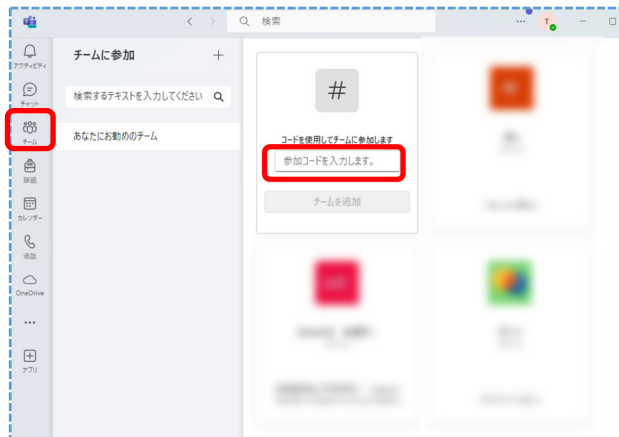 検索
T
アクティビティ
チャット
チーム
課題
カレンダー
通話
OneDrive
アプリ
チームに参加
検索するテキストを入力してください
あなたにお勧めのチーム
#
コードを使用してチームに参加します
参加コードを入力します。
チームを追加